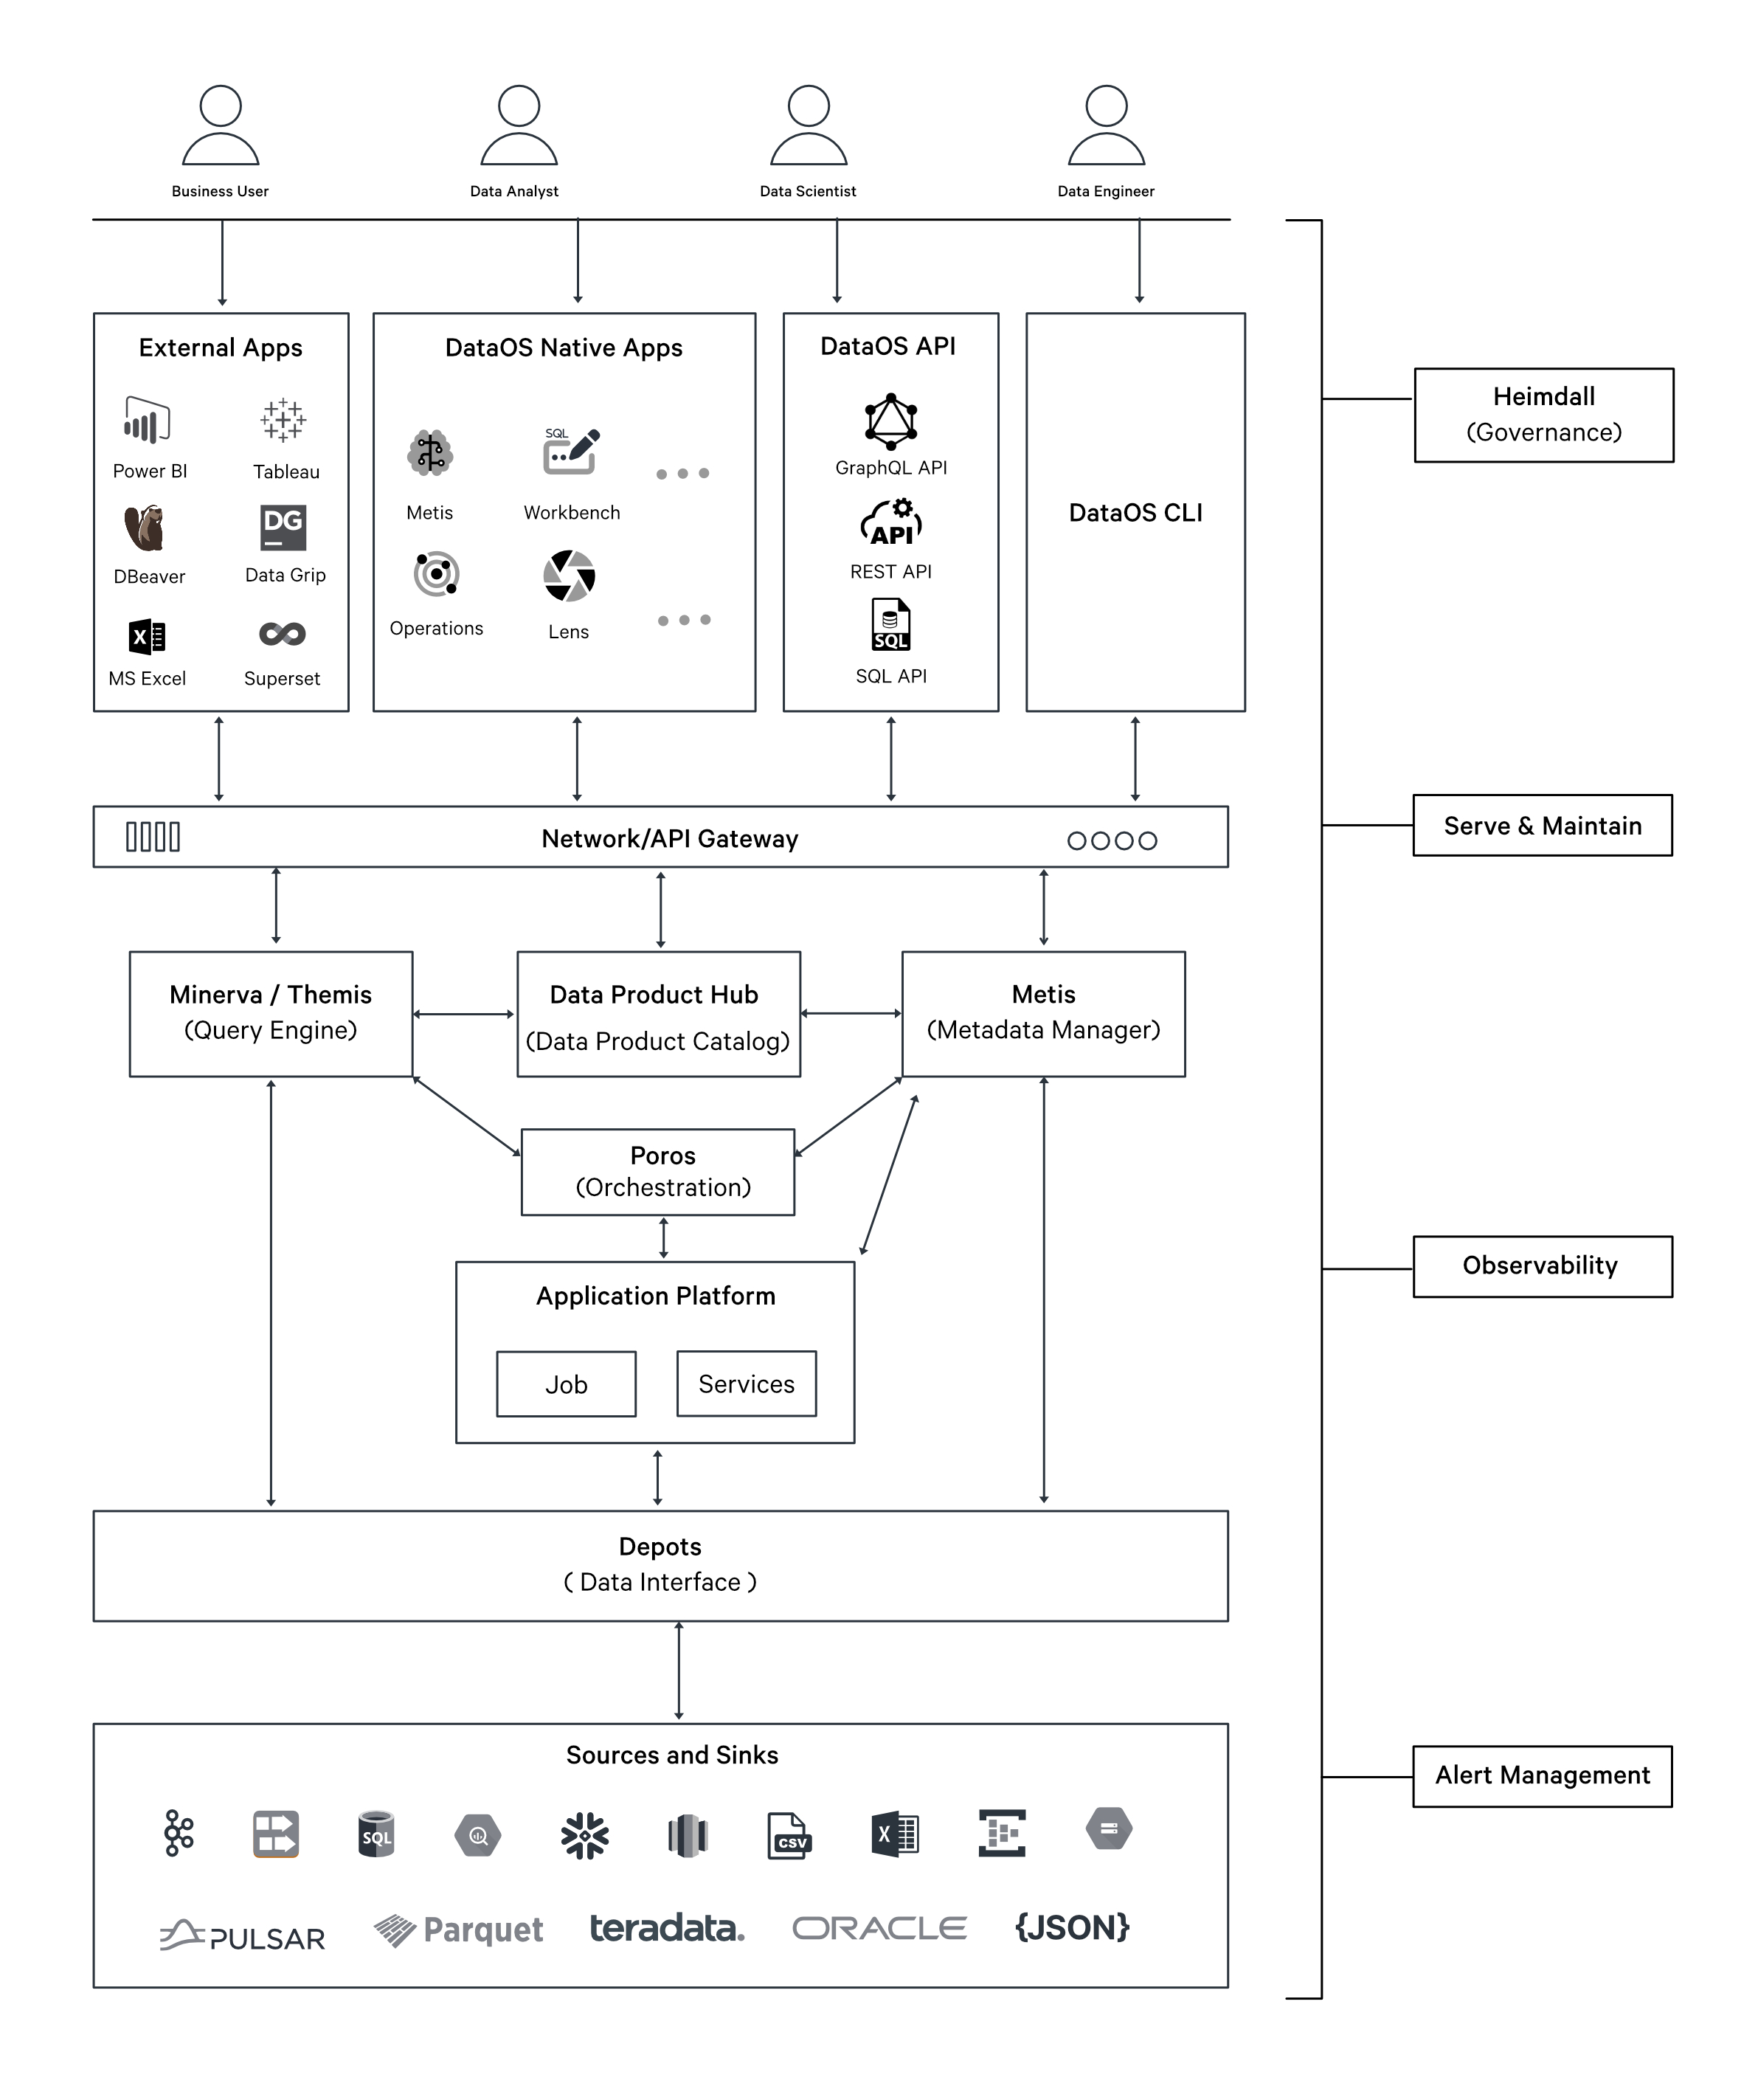 Business User
Data Analyst
Data Scientist
Data Engineer
External Apps
Power BI
Tableau
DBeaver
DG
Data Grip
X
MS Excel
Superset
DataOS Native Apps
Metis
SQL
Workbench
Operations
Lens
DataOS API
GraphQL API
API
REST API
SQL
SQL API
DataOS CLI
Network/API Gateway
Minerva / Themis
(Query Engine)
Data Product Hub
(Data Product Catalog)
Metis
(Metadata Manager)
Poros
(Orchestration)
Application Platform
Job
Services
Depots
( Data Interface )
Sources and Sinks
SQL
CSV
X
PULSAR
Parquet
teradata.
ORACLE
{JSON}
Heimdall
(Governance)
Serve & Maintain
Observability
Alert Management